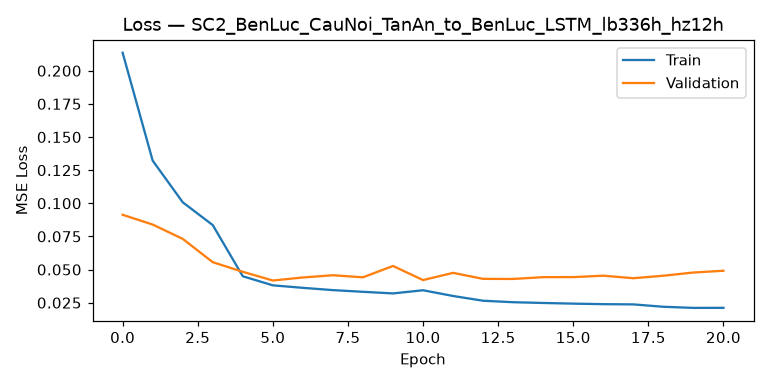 Loss — SC2_BenLuc_CauNoi_TanAn_to_BenLuc_LSTM_lb336h_hz12h
Train
Validation
MSE Loss
0.200
0.175
0.150
0.125
0.100
0.075
0.050
0.025
0.0 2.5 5.0 7.5 10.0 12.5 15.0 17.5 20.0
Epoch